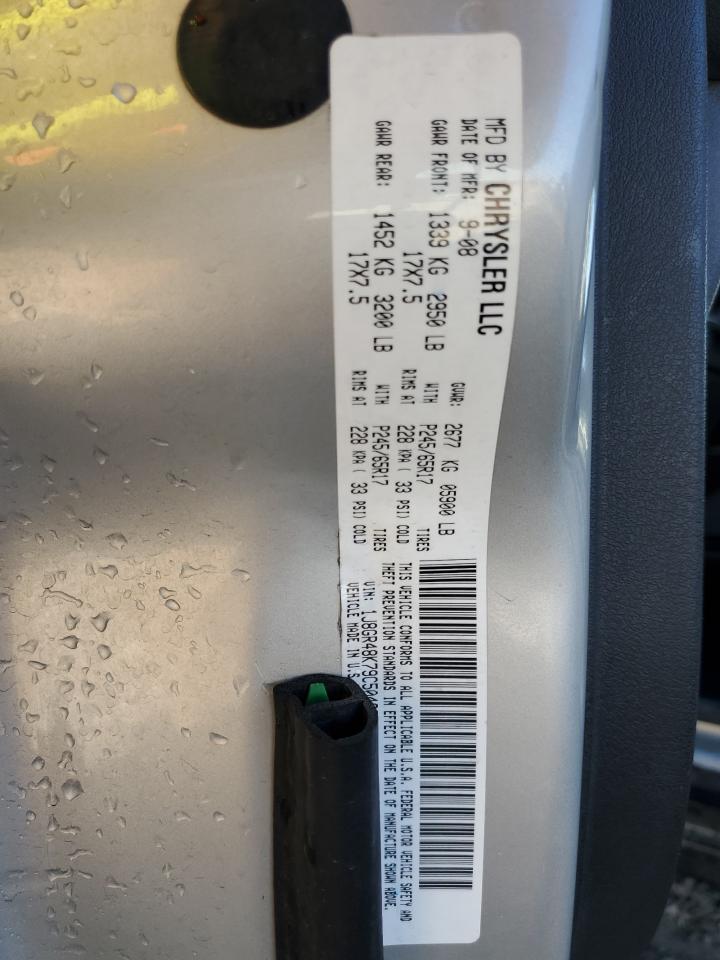 MFD BY CHRYSLER LLC
DATE OF MFR: 9-08 GVWR: 2677 KG 05900 LB
GAWR FRONT: 1339 KG 2950 LB WITH P245/65R17 TIRES
17X7.5 RIMS AT 228 KPA ( 33 PSI) COLD
GAWR REAR: 1452 KG 3200 LB WITH P245/65R17 TIRES
17X7.5 RIMS AT 228 KPA ( 33 PSI) COLD
THIS VEHICLE CONFORMS TO ALL APPLICABLE U.S.A. FEDERAL MOTOR VEHICLE SAFETY AND
THEFT PREVENTION STANDARDS IN EFFECT ON THE DATE OF MANUFACTURE SHOWN ABOVE.
VIN: 1J8GR48K79C50
VEHICLE MADE IN U.S